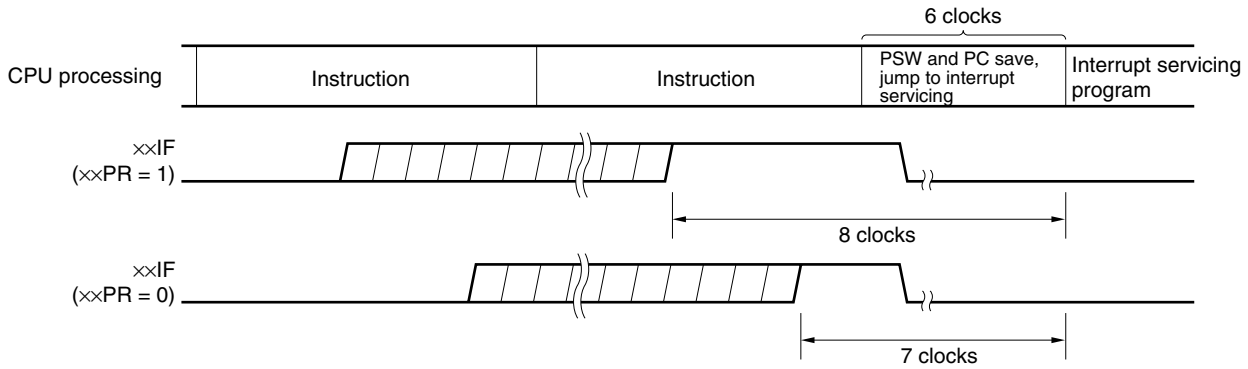 6 clocks
CPU processing
Instruction
Instruction
PSW and PC save,
jump to interrupt
servicing
Interrupt servicing
program
××IF
(××PR = 1)
8 clocks
××IF
(××PR = 0)
7 clocks